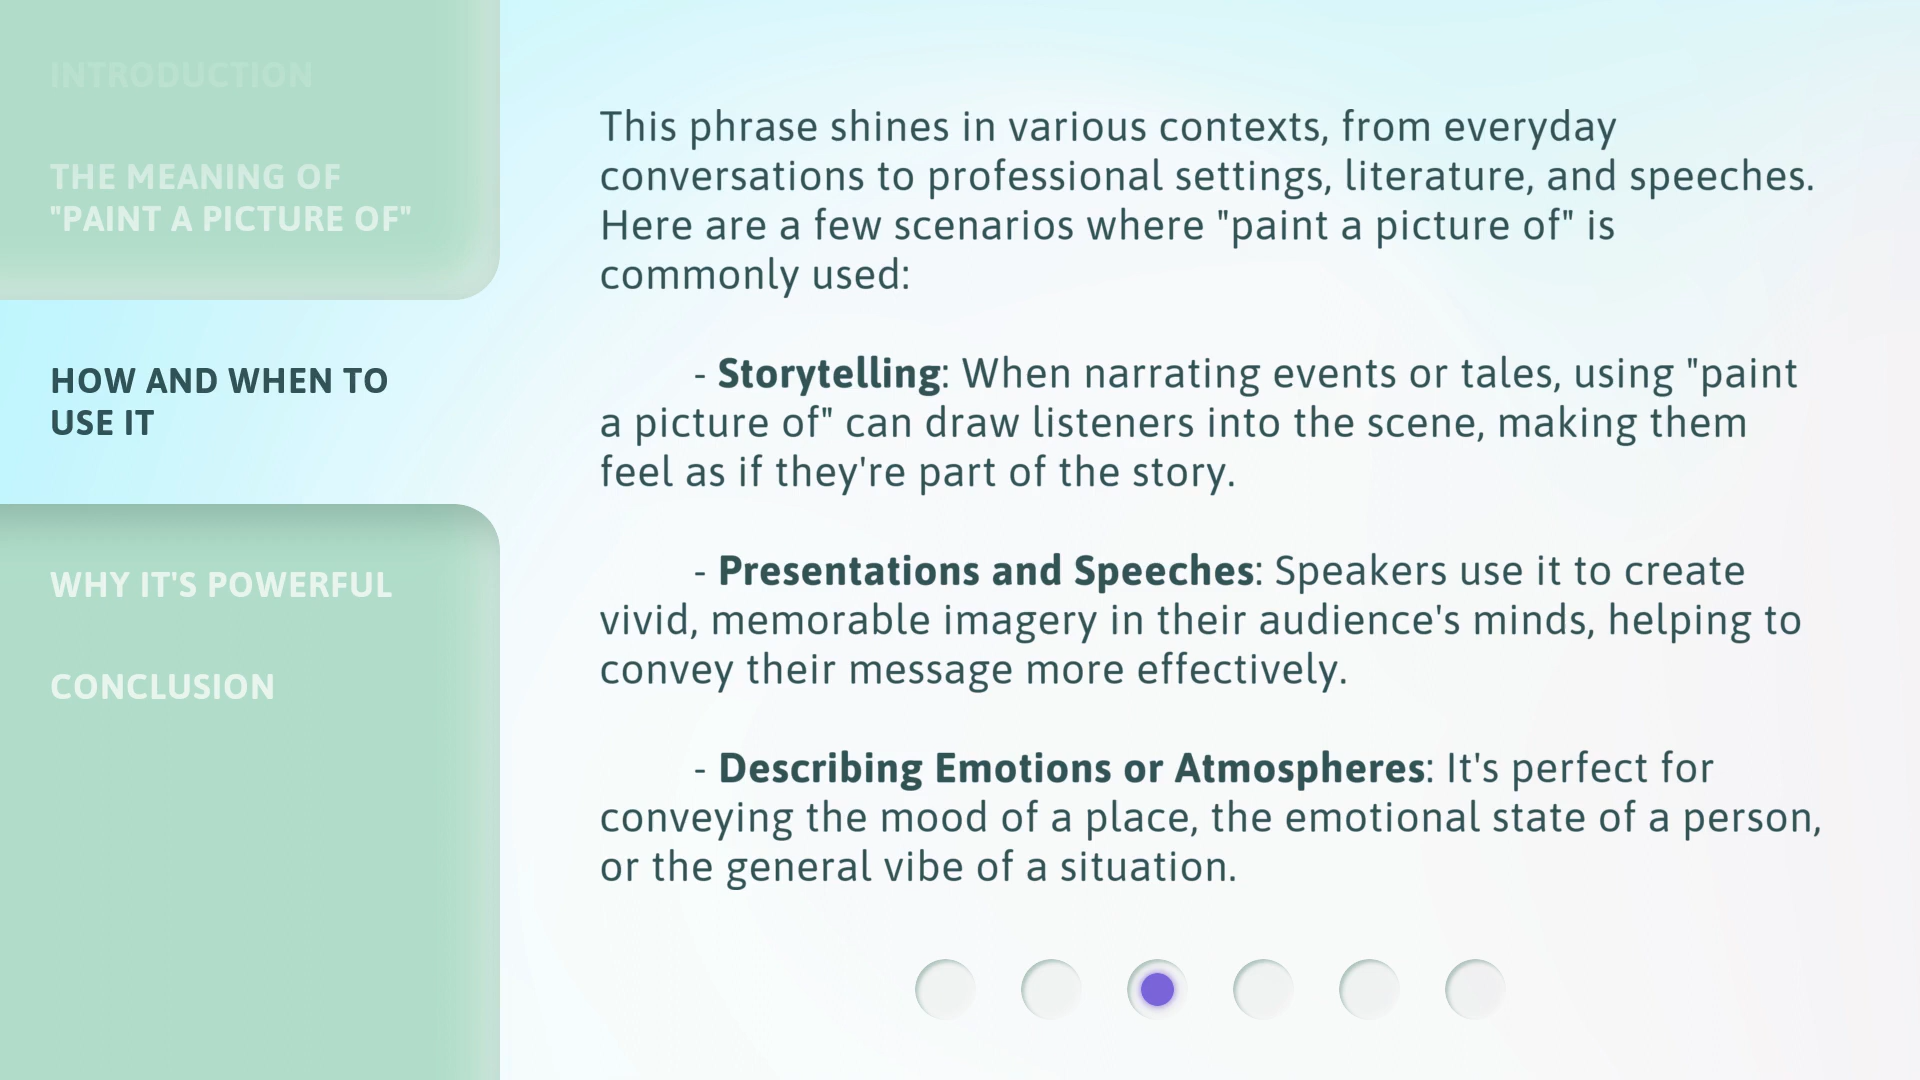 INTRODUCTION
THE MEANING OF
"PAINT A PICTURE OF"
HOW AND WHEN TO
USE IT
WHY IT'S POWERFUL
CONCLUSION
This phrase shines in various contexts, from everyday
conversations to professional settings, literature, and speeches.
Here are a few scenarios where "paint a picture of" is
commonly used:
- Storytelling: When narrating events or tales, using "paint
a picture of" can draw listeners into the scene, making them
feel as if they're part of the story.
- Presentations and Speeches: Speakers use it to create
vivid, memorable imagery in their audience's minds, helping to
convey their message more effectively.
- Describing Emotions or Atmospheres: It's perfect for
conveying the mood of a place, the emotional state of a person,
or the general vibe of a situation.